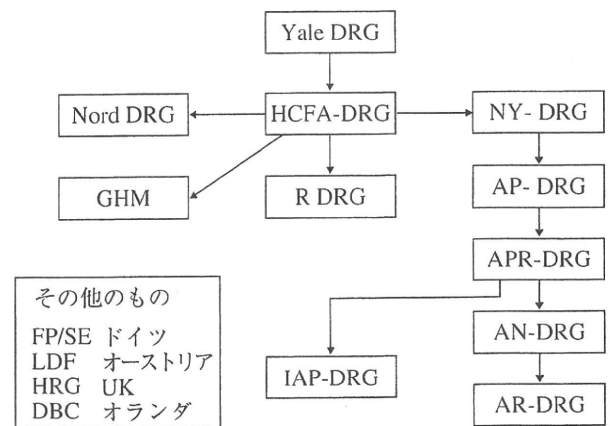 Yale DRG
Nord DRG
HCFA-DRG
NY- DRG
GHM
R DRG
AP- DRG
APR-DRG
その他のもの
FP/SE ドイツ
LDF オーストリア
HRG UK
DBC オランダ
IAP-DRG
AN-DRG
AR-DRG